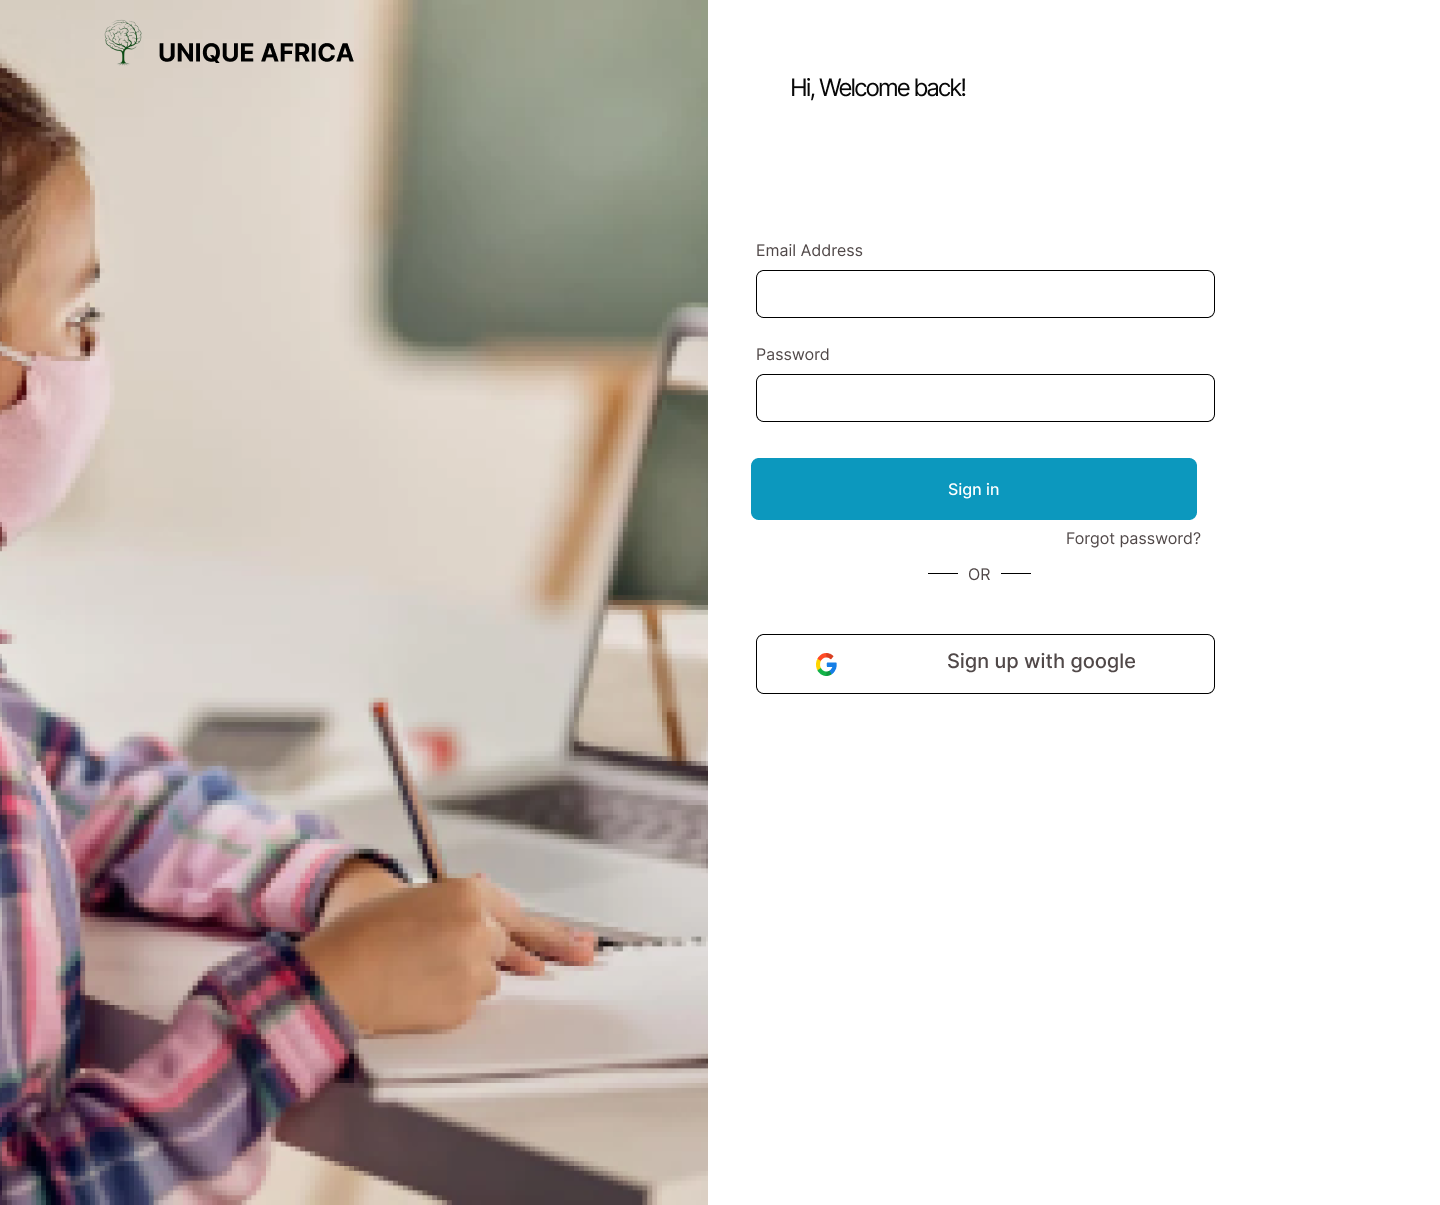 UNIQUE AFRICA
Hi, Welcome back!
Email Address
Password
Sign in
Forgot password?
OR
Sign up with google